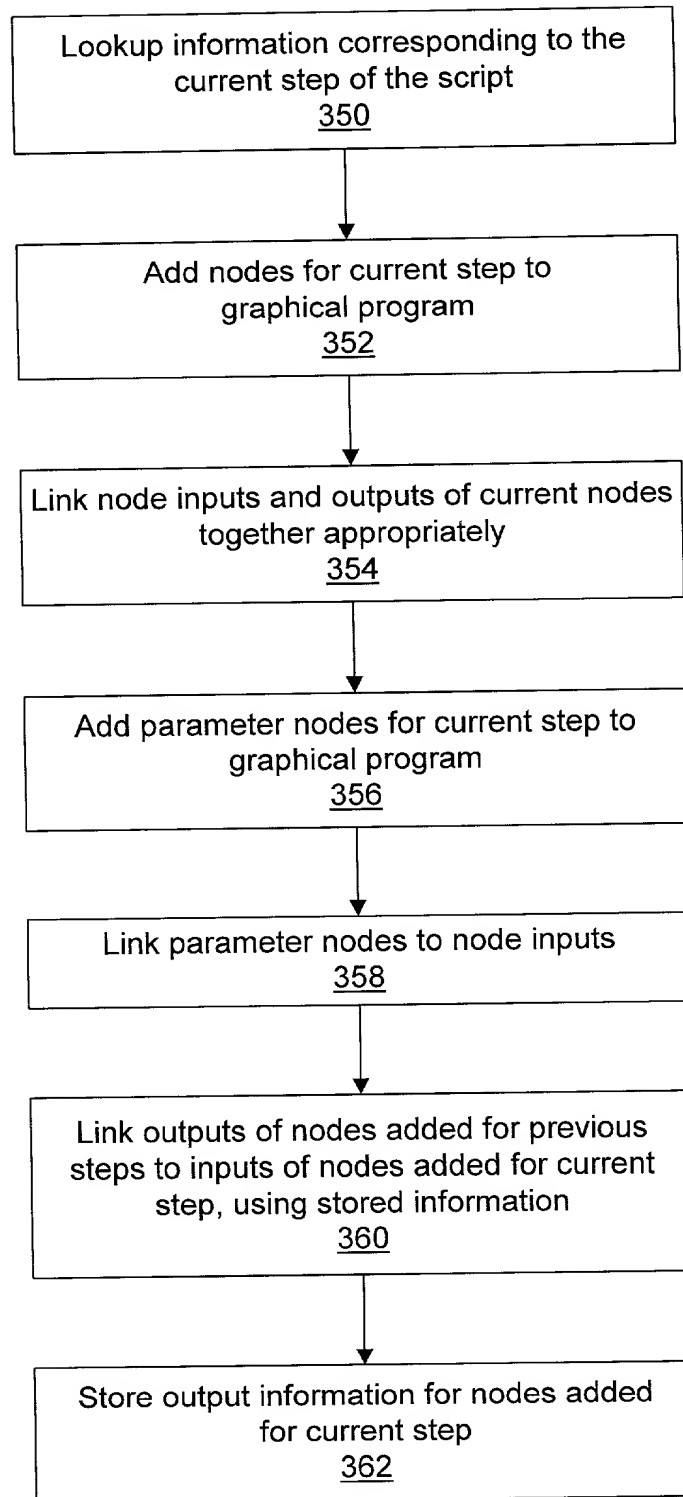 Lookup information corresponding to the
current step of the script
350
Add nodes for current step to
graphical program
352
Link node inputs and outputs of current nodes
together appropriately
354
Add parameter nodes for current step to
graphical program
356
Link parameter nodes to node inputs
358
Link outputs of nodes added for previous
steps to inputs of nodes added for current
step, using stored information
360
Store output information for nodes added
for current step
362